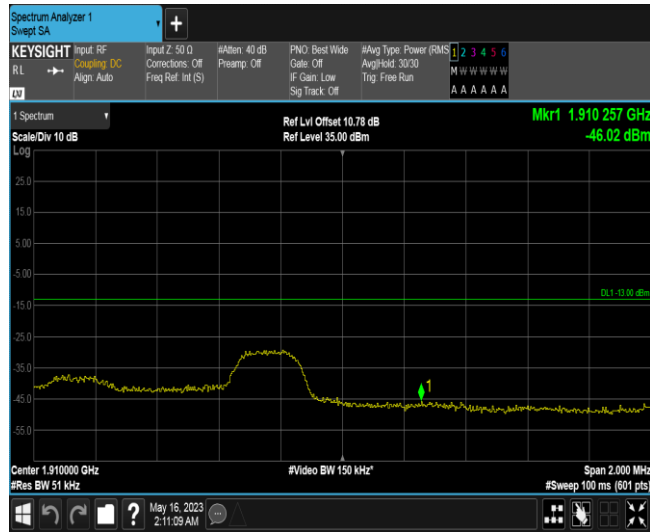 Spectrum Analyzer 1
Swept SA
+
KEYSIGHT
RL
LXI
Input: RF
Coupling: DC
Align: Auto
Input Z: 50 Ω
Corrections: Off
Freq Ref: Int (S)
#Atten: 40 dB
Preamp: Off
PNO: Best Wide
Gate: Off
IF Gain: Low
Sig Track: Off
#Avg Type: Power (RMS
Avg|Hold: 30/30
Trig: Free Run
1 2 3 4 5 6
M W W W W W
A A A A A A
1 Spectrum
Scale/Div 10 dB
Log
Ref Lvl Offset 10.78 dB
Ref Level 35.00 dBm
Mkr1 1.910 257 GHz
-46.02 dBm
25.0
15.0
5.00
-5.00
DL1 -13.00 dBm
-15.0
-25.0
-35.0
1
-45.0
-55.0
Center 1.910000 GHz
#Video BW 150 kHz*
Span 2.000 MHz
#Res BW 51 kHz
#Sweep 100 ms (601 pts)
?
May 16, 2023
2:11:09 AM